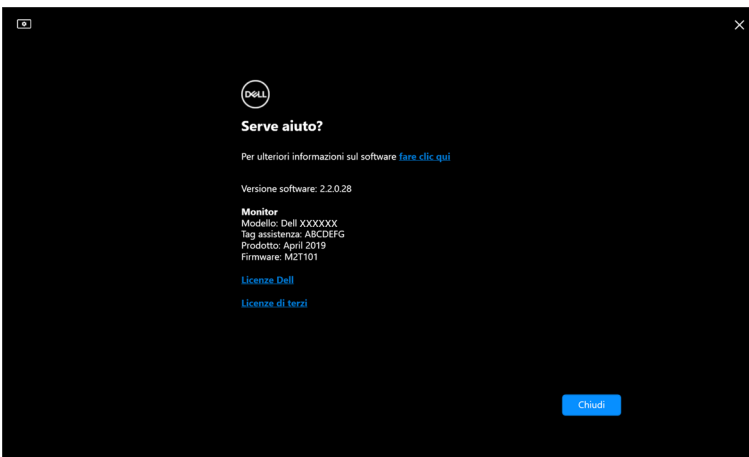 DELL
Serve aiuto?
Per ulteriori informazioni sul software fare clic qui
Versione software: 2.2.0.28
Monitor
Modello: Dell XXXXXX
Tag assistenza: ABCDEFG
Prodotto: April 2019
Firmware: M2T101
Licenze Dell
Licenze di terzi
Chiudi